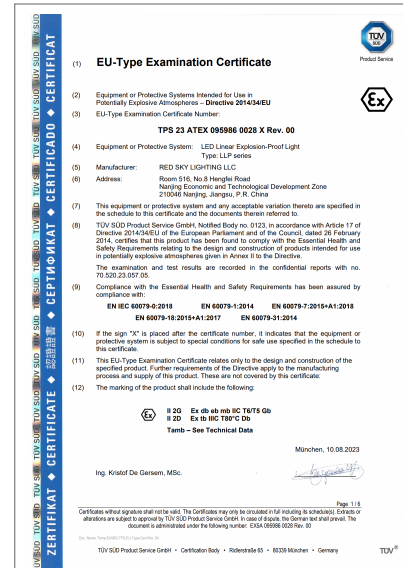 TÜV SÜD
Product Service
(1) EU-Type Examination Certificate
(2) Equipment or Protective Systems Intended for Use in
Potentially Explosive Atmospheres – Directive 2014/34/EU
Ex
(3) EU-Type Examination Certificate Number:
TPS 23 ATEX 095986 0028 X Rev. 00
(4) Equipment or Protective System: LED Linear Explosion-Proof Light
Type: LLP series
(5) Manufacturer: RED SKY LIGHTING LLC
(6) Address: Room 516, No.8 Hengfei Road
Nanjing Economic and Technological Development Zone
210046 Nanjing, Jiangsu, P.R. China
(7) This equipment or protective system and any acceptable variation thereto are specified in
the schedule to this certificate and the documents therein referred to.
(8) TÜV SÜD Product Service GmbH, Notified Body no. 0123, in accordance with Article 17 of
Directive 2014/34/EU of the European Parliament and of the Council, dated 26 February
2014, certifies that this product has been found to comply with the Essential Health and
Safety Requirements relating to the design and construction of products intended for use
in potentially explosive atmospheres given in Annex II to the Directive.
The examination and test results are recorded in the confidential reports with no.
70.520.23.057.05.
(9) Compliance with the Essential Health and Safety Requirements has been assured by
compliance with:
EN IEC 60079-0:2018 EN 60079-1:2014 EN 60079-7:2015+A1:2018
EN 60079-18:2015+A1:2017 EN 60079-31:2014
(10) If the sign "X" is placed after the certificate number, it indicates that the equipment or
protective system is subject to special conditions for safe use specified in the schedule to
this certificate.
(11) This EU-Type Examination Certificate relates only to the design and construction of the
specified product. Further requirements of the Directive apply to the manufacturing
process and supply of this product. These are not covered by this certificate:
(12) The marking of the product shall include the following:
Ex II 2G Ex db eb mb IIC T6/T5 Gb
II 2D Ex tb IIIC T80°C Db
Tamb – See Technical Data
München, 10.08.2023
Ing. Kristof De Gersem, MSc.
Page 1 / 6
Certificates without signature shall not be valid. The Certificates may only be circulated in full including its schedule(s). Extracts or
alterations are subject to approval by TÜV SÜD Product Service GmbH. In case of dispute, the German text shall prevail. The
document is administrated under the following number: EX5A 095986 0028 Rev. 00
TÜV SÜD Product Service GmbH • Certification Body • Ridlerstraße 65 • 80339 München • Germany
TÜV®
ZERTIFIKAT ◆ CERTIFICATE ◆ 認證證書 ◆ СЕРТИФИКАТ ◆ CERTIFICADO ◆ CERTIFICAT
TÜV SÜD TÜV SÜD TÜV SÜD TÜV SÜD TÜV SÜD TÜV SÜD